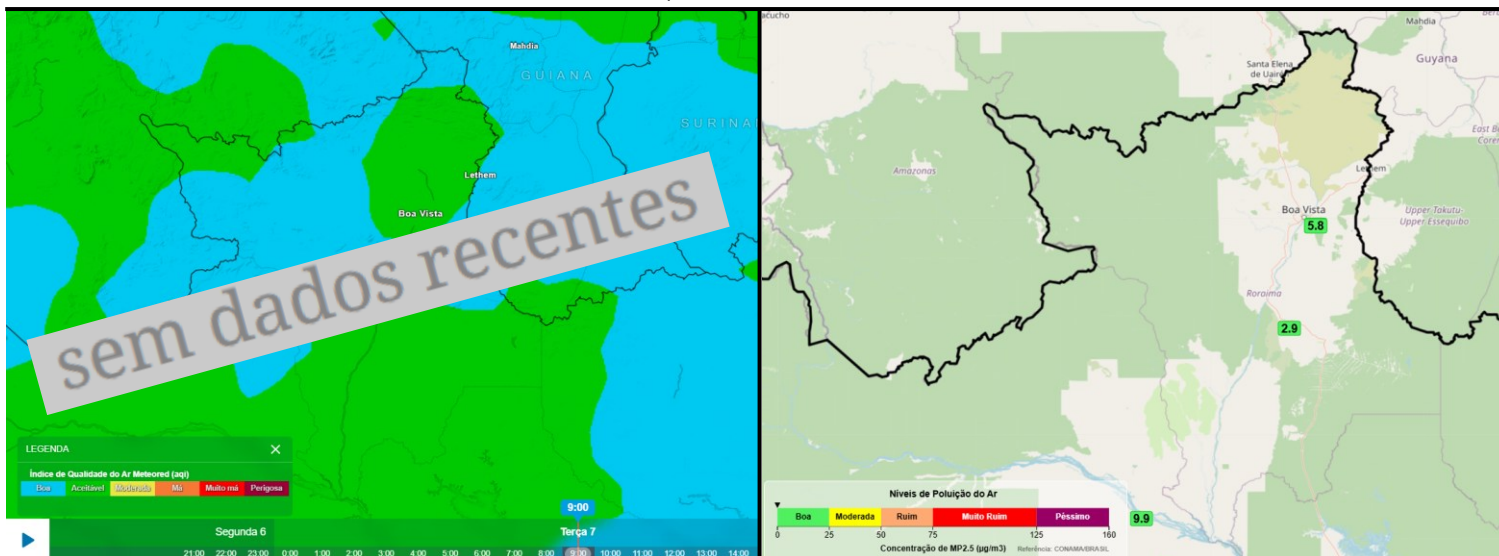 Mahdia
GUIANA
SURINA
Lethem
Boa Vista
sem dados recentes
LEGENDA
Índice de Qualidade do Ar Meteored (aqi)
Boa Aceitável Moderada Má Muito má Perigosa
9:00
Segunda 6 Terça 7
21:00 22:00 23:00 0:00 1:00 2:00 3:00 4:00 5:00 6:00 7:00 8:00 9:00 10:00 11:00 12:00 13:00 14:00
acucho
Mahdia
Santa Elena
de Uairé
Guyana
East B
Coren
Amazonas
Lethem
Boa Vista
5.8
Upper Takutu-
Upper Essequibo
Roroima
2.9
Níveis de Poluição do Ar
Boa Moderada Ruim Muito Ruim Péssimo
0 25 50 75 125 160
Concentração de MP2.5 (µg/m3) Referência: CONAMA/BRASIL
9.9